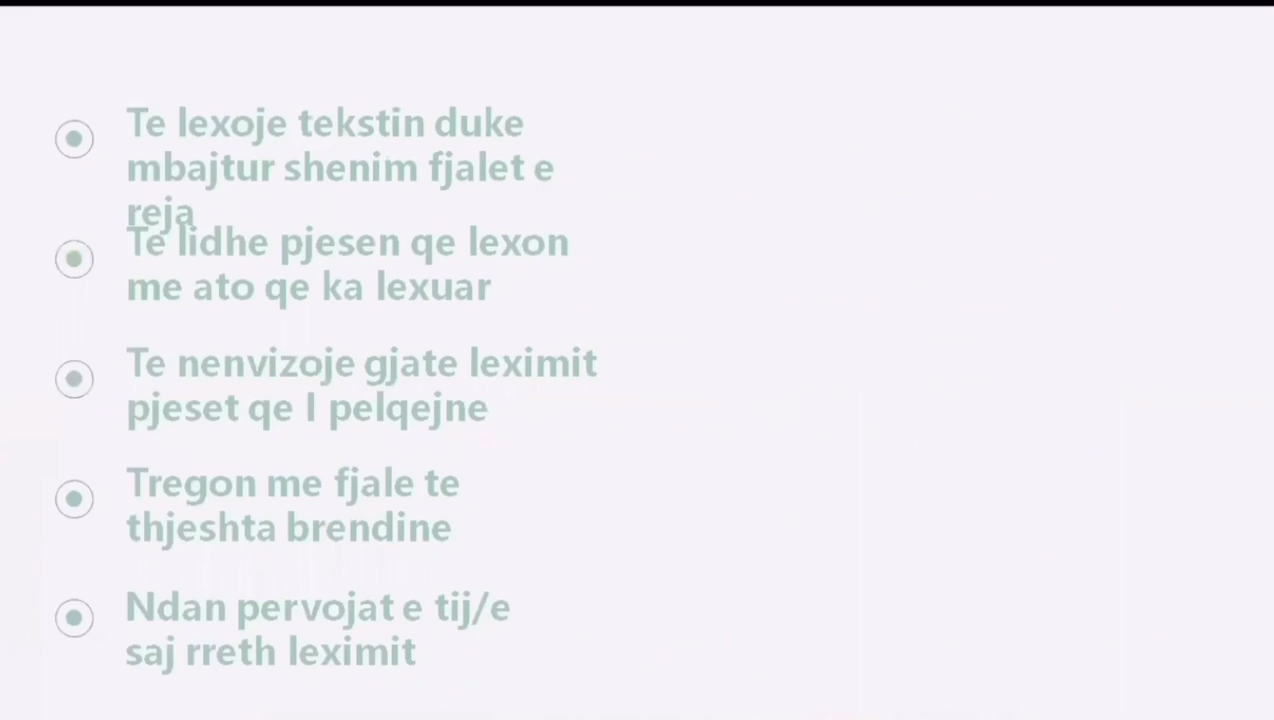 Te lexoje tekstin duke
mbajtur shenim fjalet e
reja
Te lidhe pjesen qe lexon
me ato qe ka lexuar
Te nenvizoje gjate leximit
pjeset qe I pelqejne
Tregon me fjale te
thjeshta brendine
Ndan pervojat e tij/e
saj rreth leximit